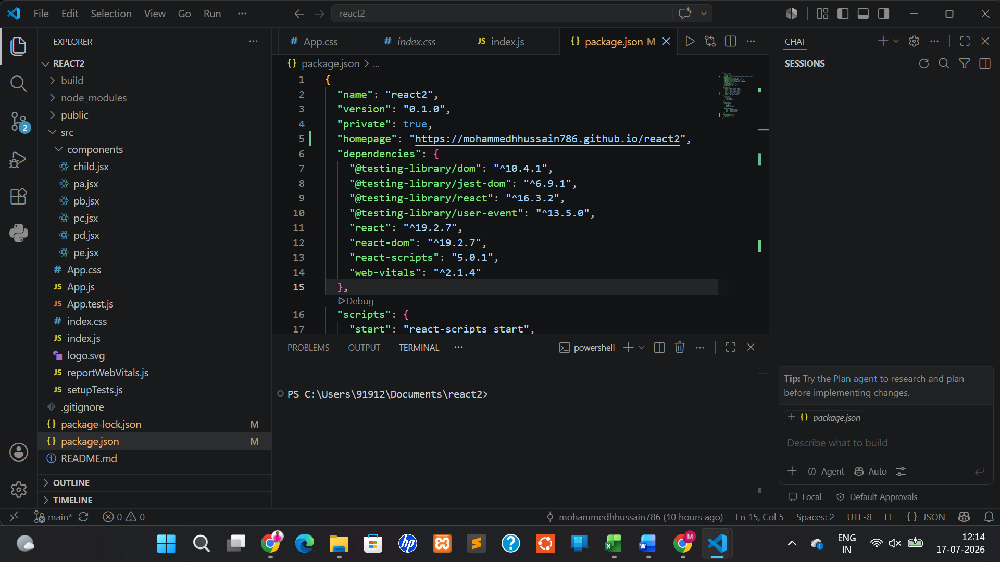 File Edit Selection View Go Run ...
react2
EXPLORER
REACT2
build
node_modules
public
src
components
child.jsx
pa.jsx
pb.jsx
pc.jsx
pd.jsx
pe.jsx
# App.css
JS App.js
JS App.test.js
# index.css
JS index.js
logo.svg
JS reportWebVitals.js
JS setupTests.js
.gitignore
{} package-lock.json M
{} package.json M
README.md
OUTLINE
TIMELINE
2
# App.css
# index.css
JS index.js
{} package.json M
{} package.json > ...
1 {
2 "name": "react2",
3 "version": "0.1.0",
4 "private": true,
5 "homepage": "https://mohammedhhussain786.github.io/react2",
6 "dependencies": {
7 "@testing-library/dom": "^10.4.1",
8 "@testing-library/jest-dom": "^6.9.1",
9 "@testing-library/react": "^16.3.2",
10 "@testing-library/user-event": "^13.5.0",
11 "react": "^19.2.7",
12 "react-dom": "^19.2.7",
13 "react-scripts": "5.0.1",
14 "web-vitals": "^2.1.4"
15 },
Debug
16 "scripts": {
17 "start": "react-scripts start",
PROBLEMS OUTPUT TERMINAL ...
powershell
PS C:\Users\91912\Documents\react2>
CHAT
SESSIONS
Tip: Try the Plan agent to research and plan
before implementing changes.
{} package.json
Describe what to build
Agent Auto
Local Default Approvals
main* 0 0
mohammedhhussain786 (10 hours ago) Ln 15, Col 5 Spaces: 2 UTF-8 LF {} JSON
hp
M
ENG
IN
12:14
17-07-2026